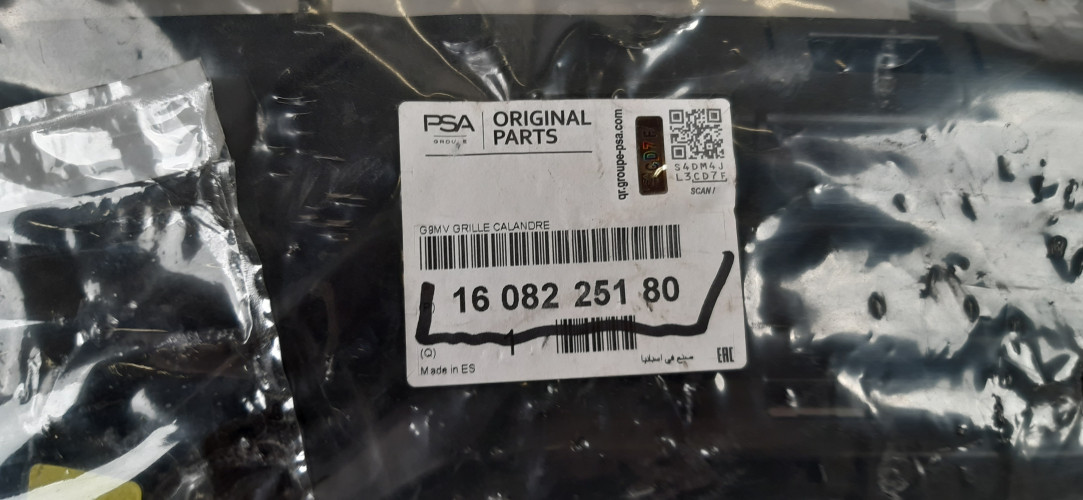 PSA
GROUPE
ORIGINAL
PARTS
qr.groupe-psa.com
S4DM4J
L3CD7F
SCAN!
G9MV GRILLE CALANDRE
16 082 251 80
1
(Q)
Made in ES
صنع في اسبانيا
EAC